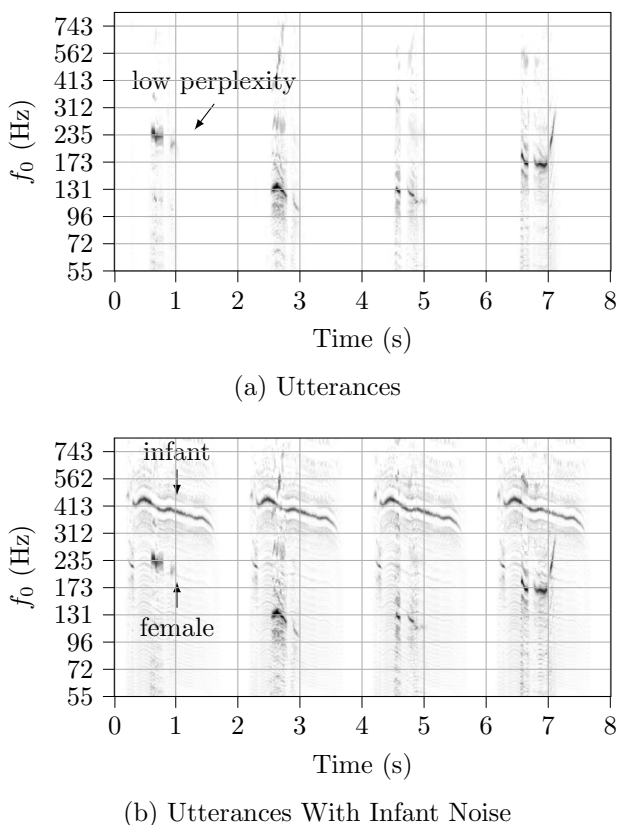 743
562
413
312
235
173
131
96
72
55
f₀ (Hz)
low perplexity
0 1 2 3 4 5 6 7 8
Time (s)
(a) Utterances
743
562
413
312
235
173
131
96
72
55
f₀ (Hz)
infant
female
0 1 2 3 4 5 6 7 8
Time (s)
(b) Utterances With Infant Noise